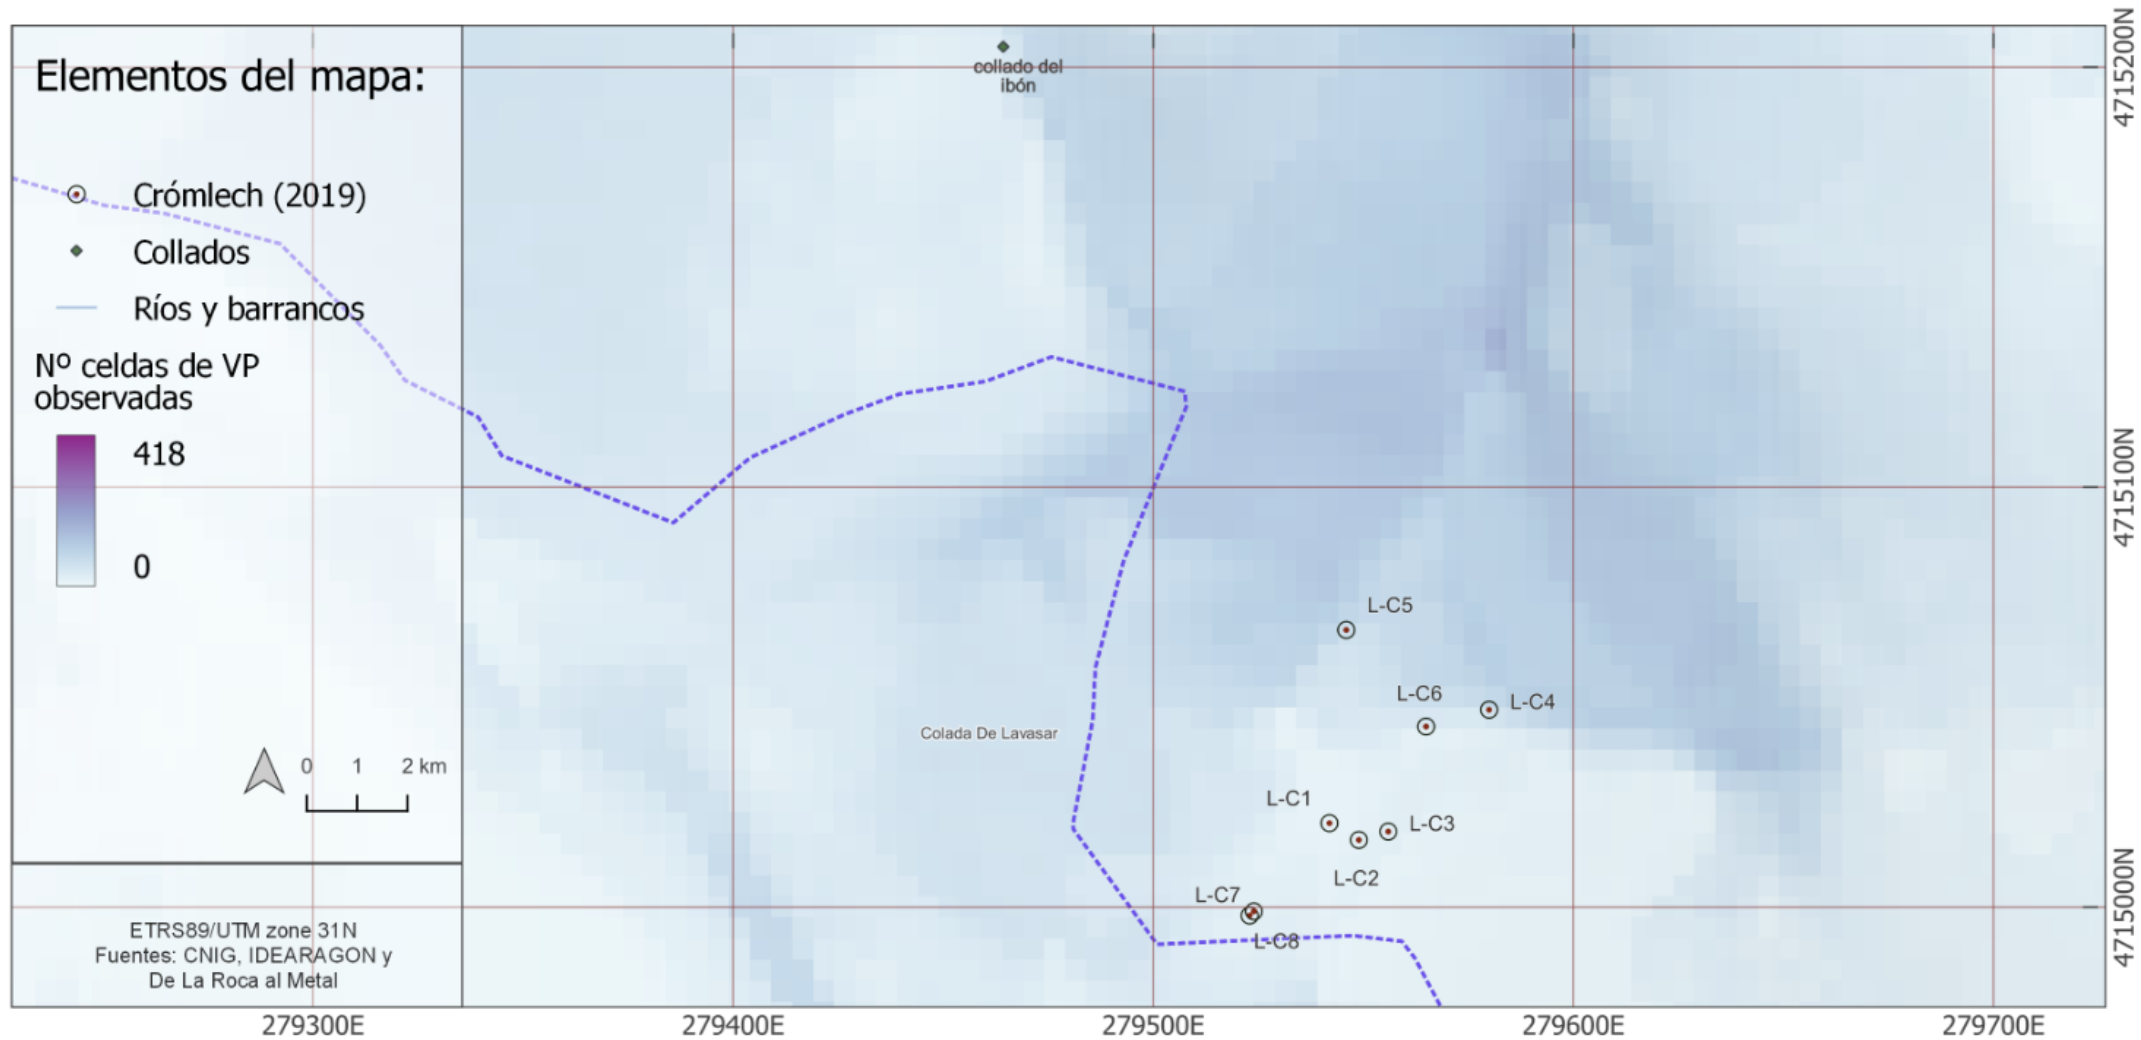 Elementos del mapa:
Crómlech (2019)
Collados
Ríos y barrancos
Nº celdas de VP
observadas
418
0
0 1 2 km
ETRS89/UTM zone 31N
Fuentes: CNIG, IDEARAGON y
De La Roca al Metal
collado del
ibón
Colada De Lavasar
L-C5
L-C6
L-C4
L-C1
L-C3
L-C2
L-C7
L-C8
279300E
279400E
279500E
279600E
279700E
4715200N
4715100N
4715000N